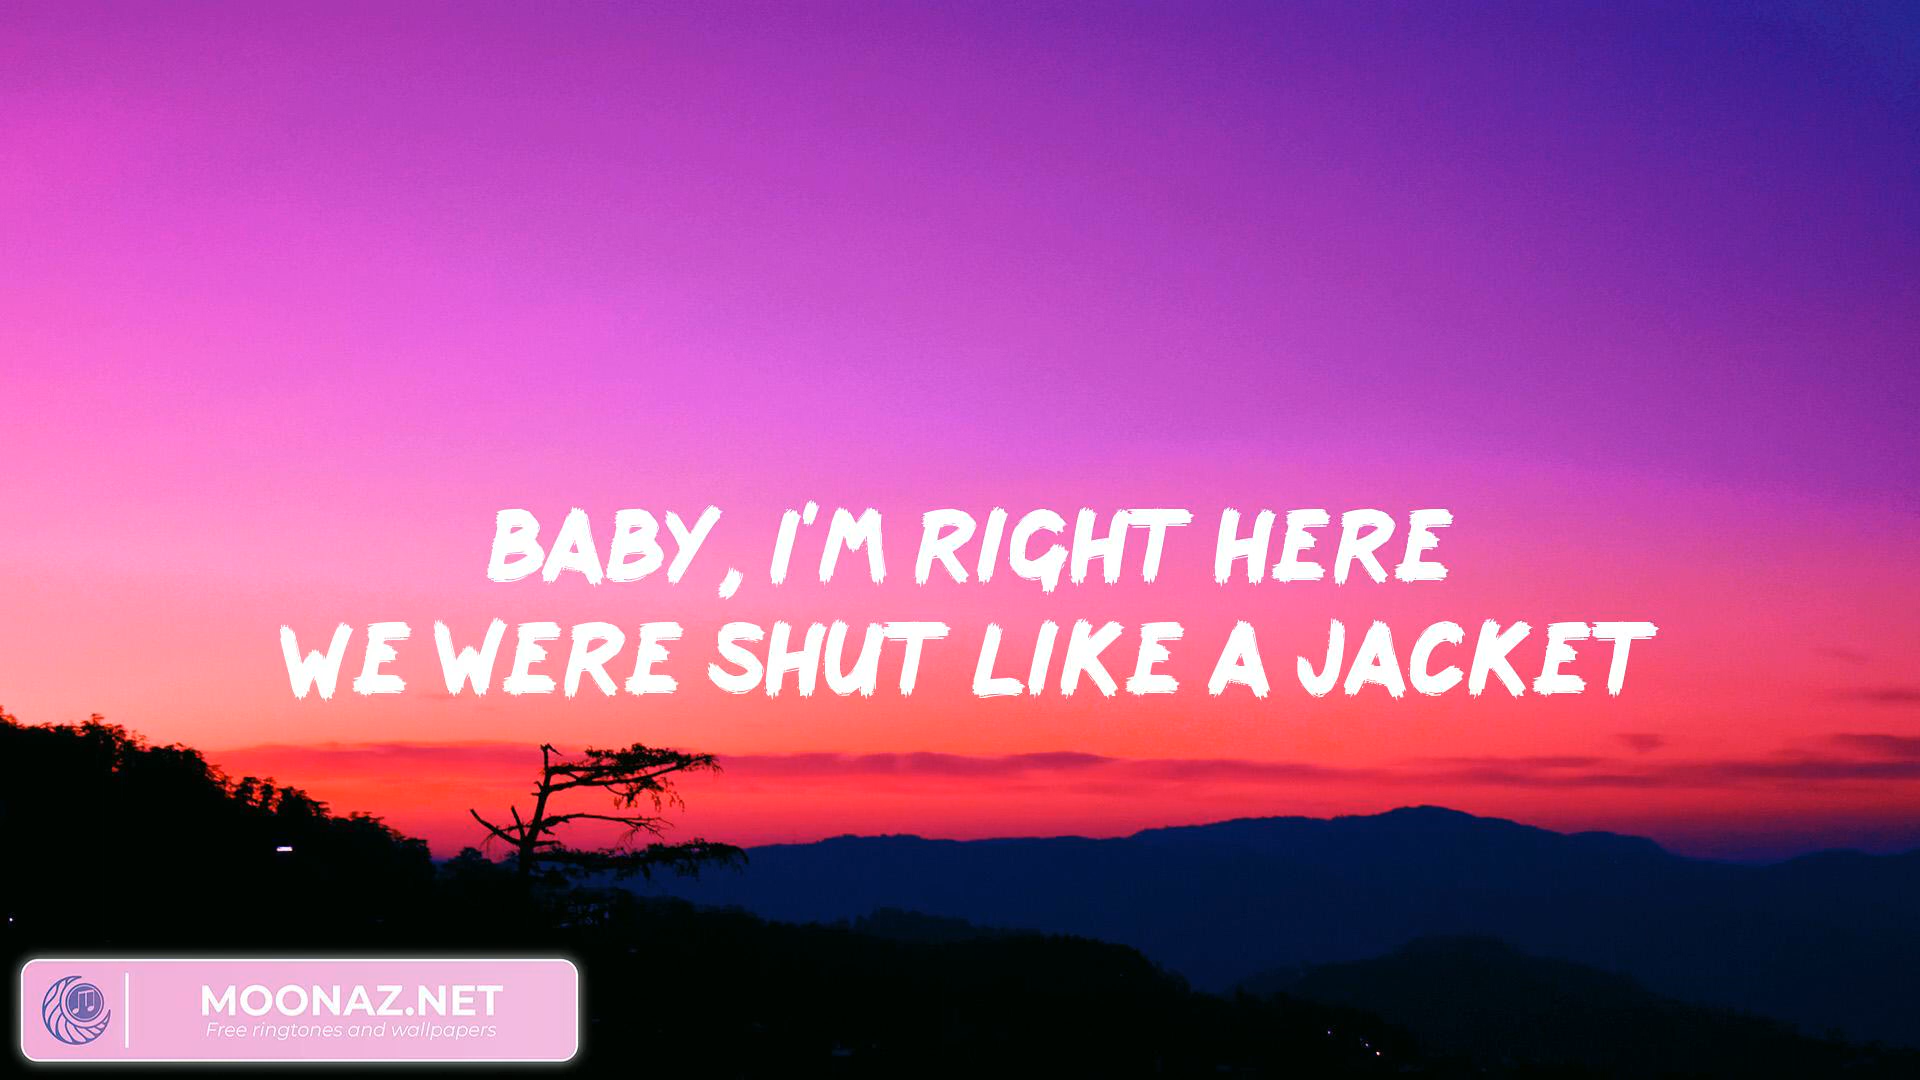 BABY, I'M RIGHT HERE
WE WERE SHUT LIKE A JACKET
MOONAZ.NET
Free ringtones and wallpapers